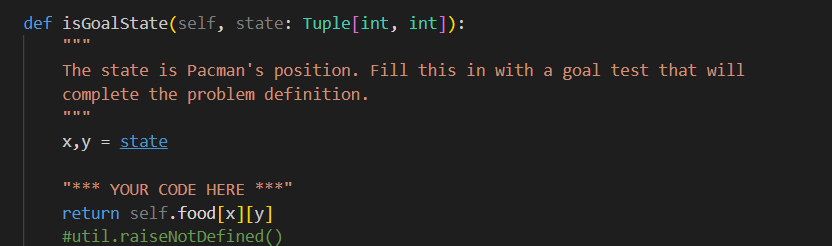 def isGoalState(self, state: Tuple[int, int]):
"""
The state is Pacman's position. Fill this in with a goal test that will
complete the problem definition.
"""
x,y = state
"*** YOUR CODE HERE ***"
return self.food[x][y]
#util.raiseNotDefined()